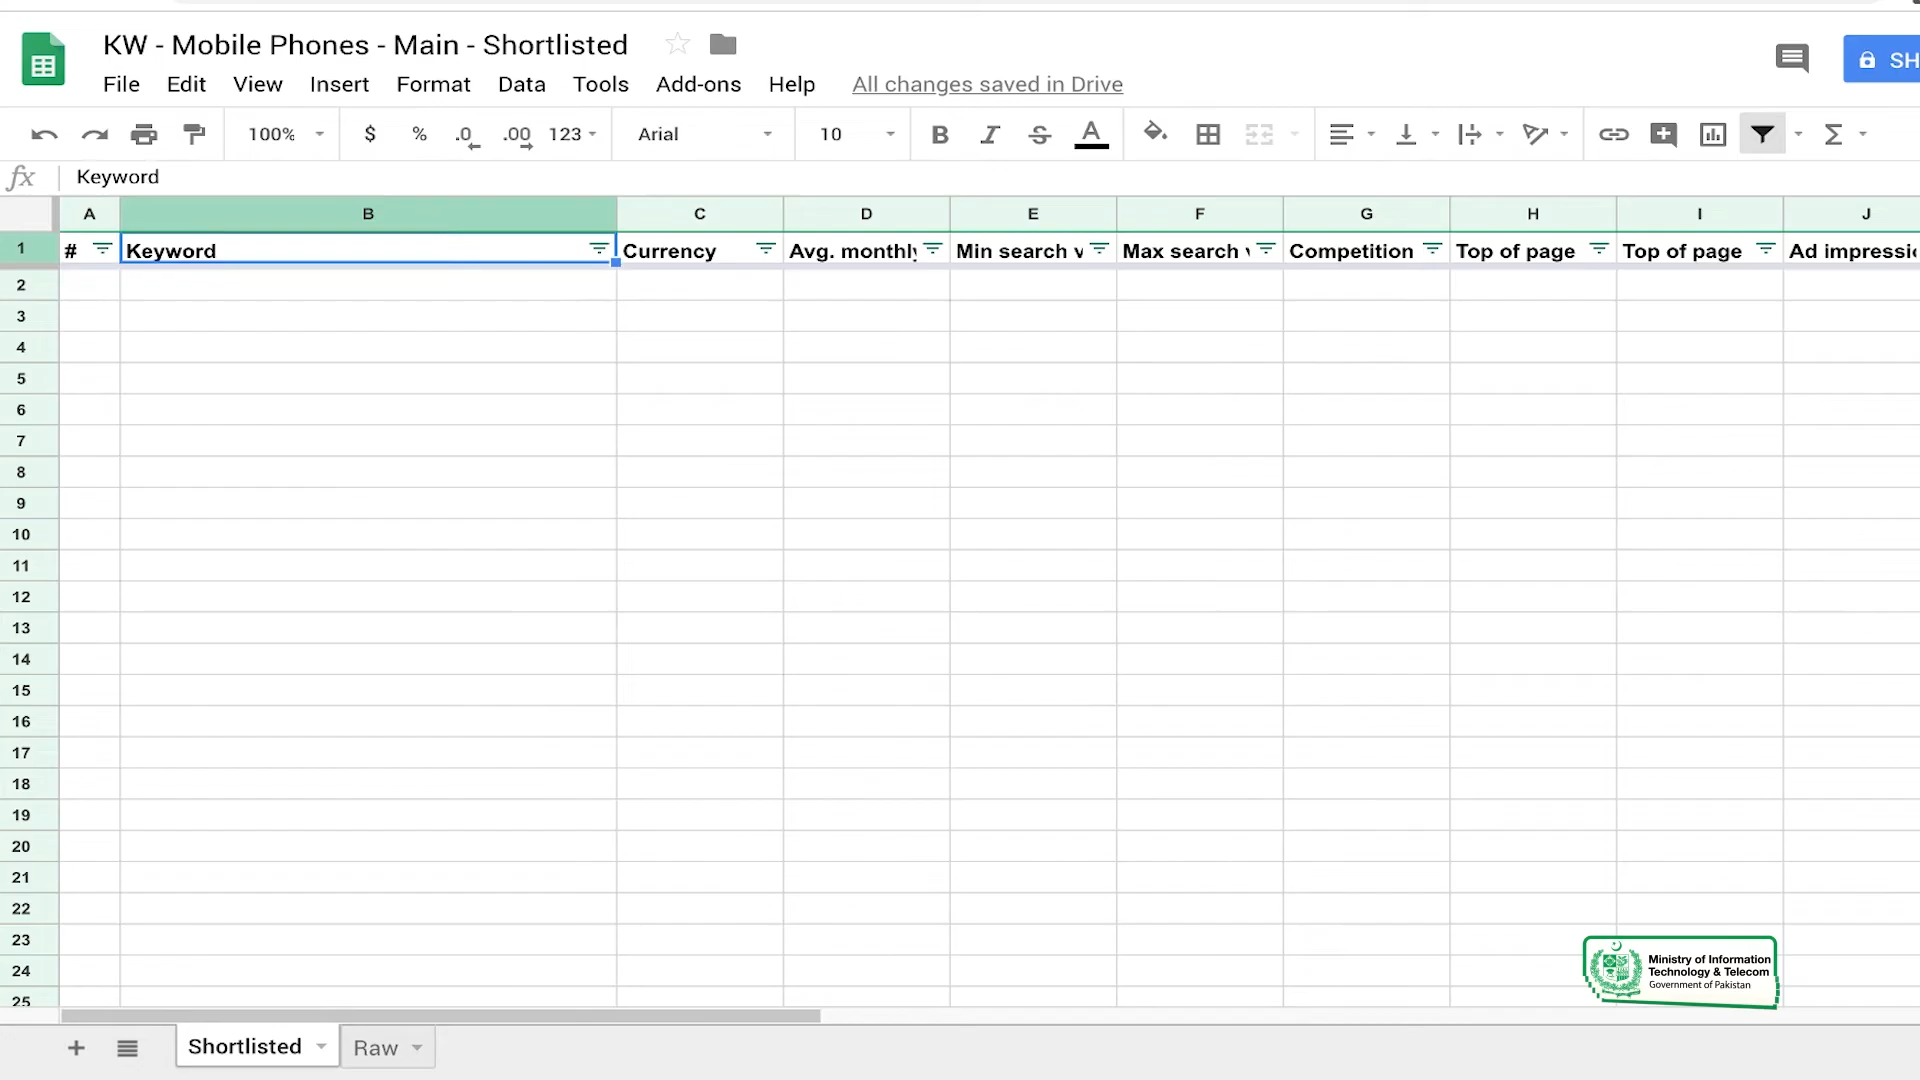 KW - Mobile Phones - Main - Shortlisted
File Edit View Insert Format Data Tools Add-ons Help All changes saved in Drive
SH
100% $ % .0 .00 123 Arial 10 B I S A Σ
fx Keyword
A B C D E F G H I J
1 # Keyword Currency Avg. monthly Min search v Max search v Competition Top of page Top of page Ad impressi
2
3
4
5
6
7
8
9
10
11
12
13
14
15
16
17
18
19
20
21
22
23
24
25
Ministry of Information
Technology & Telecom
Government of Pakistan
+ Shortlisted Raw